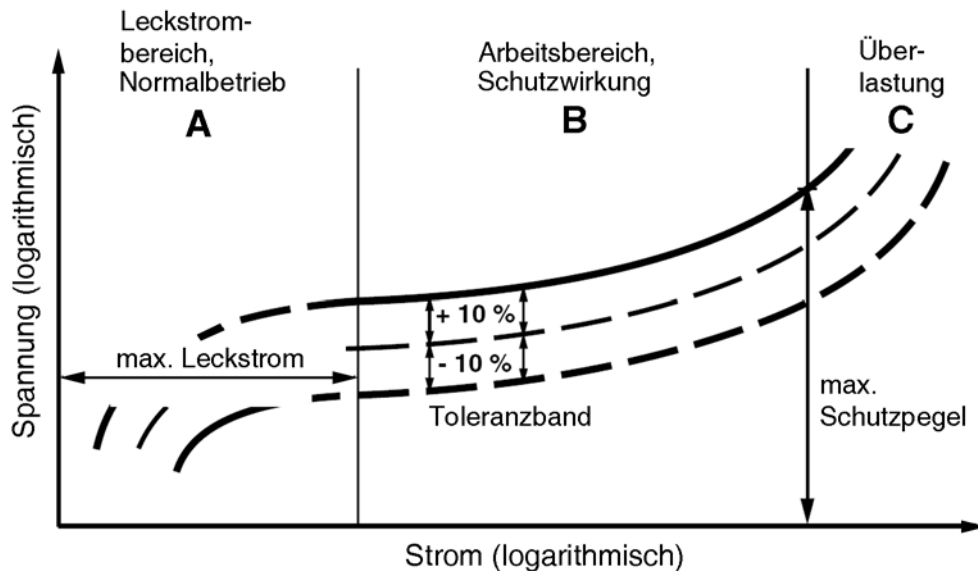 Leckstrom-
bereich,
Normalbetrieb
A
Arbeitsbereich,
Schutzwirkung
B
Über-
lastung
C
Spannung (logarithmisch)
+ 10 %
- 10 %
max. Leckstrom
Toleranzband
max.
Schutzpegel
Strom (logarithmisch)